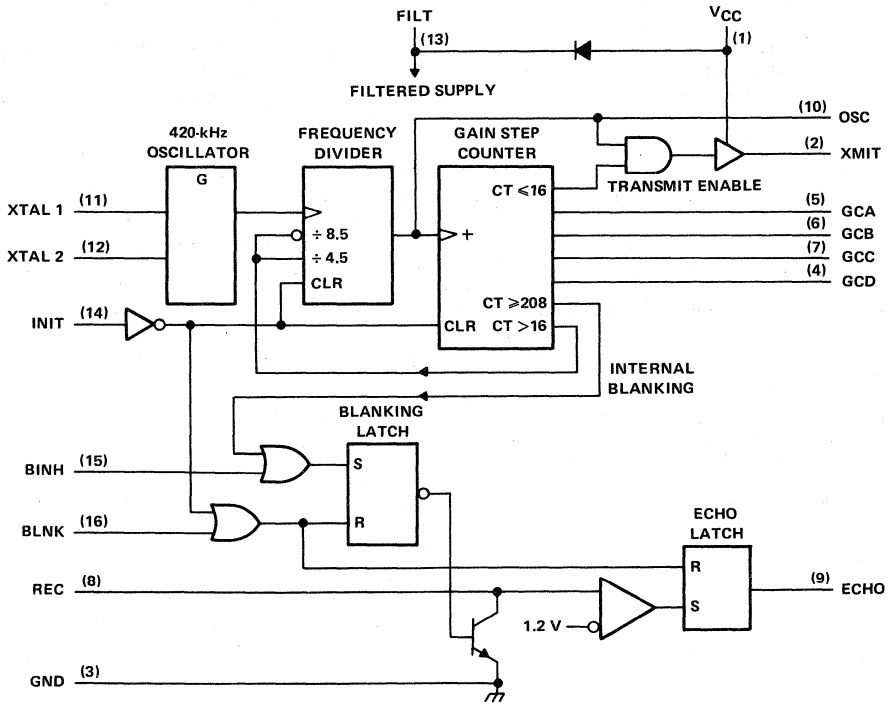 FILT
VCC
(13)
(1)
FILTERED SUPPLY
(10)
OSC
420-kHz
OSCILLATOR
FREQUENCY
DIVIDER
GAIN STEP
COUNTER
(2)
XMIT
G
CT ≤16
TRANSMIT ENABLE
XTAL 1
(11)
(5)
GCA
÷ 8.5
+
(6)
GCB
XTAL 2
(12)
÷ 4.5
(7)
GCC
CLR
(4)
GCD
CT ≥208
INIT
(14)
CLR
CT >16
INTERNAL
BLANKING
BLANKING
LATCH
BINH
(15)
S
BLNK
(16)
R
ECHO
LATCH
REC
(8)
R
(9)
ECHO
S
1.2 V
GND
(3)